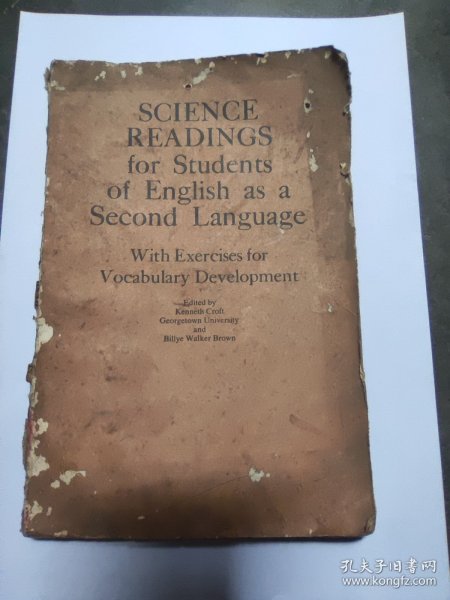 SCIENCE
READINGS
for Students
of English as a
Second Language
With Exercises for
Vocabulary Development
Edited by
Kenneth Croft
Georgetown University
and
Billye Walker Brown
孔夫子旧书网
www.kongfz.com